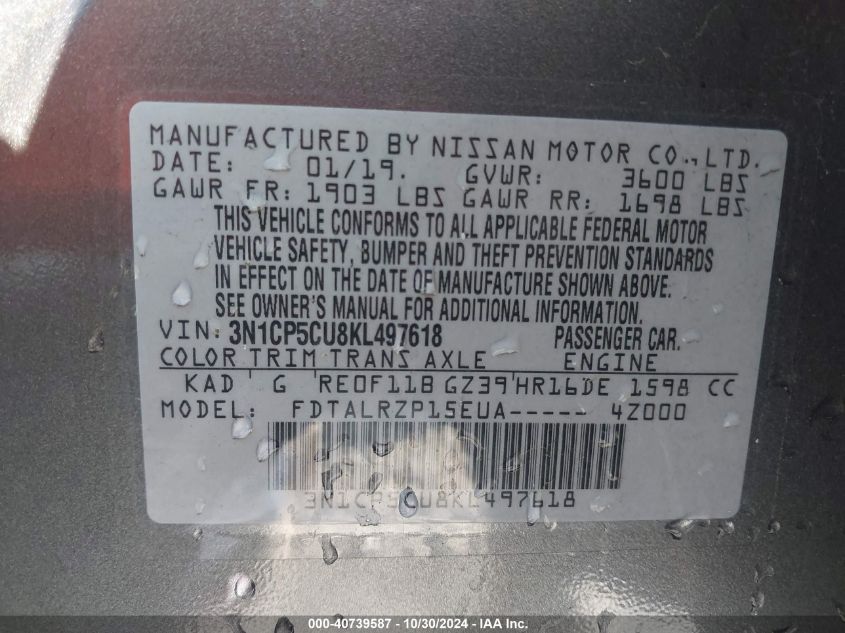 MANUFACTURED BY NISSAN MOTOR CO., LTD.
DATE: 01/19. GVWR: 3600 LBS
GAWR FR: 1903 LBS GAWR RR: 1698 LBS
THIS VEHICLE CONFORMS TO ALL APPLICABLE FEDERAL MOTOR
VEHICLE SAFETY, BUMPER AND THEFT PREVENTION STANDARDS
IN EFFECT ON THE DATE OF MANUFACTURE SHOWN ABOVE.
SEE OWNER'S MANUAL FOR ADDITIONAL INFORMATION.
VIN: 3N1CP5CU8KL497618 PASSENGER CAR.
COLOR TRIM TRANS AXLE ENGINE
KAD G RE0F11B GZ39 HR16DE 1598 CC
MODEL: FDTALRZP15EUA----- 4Z000
3N1CP5CU8KL497618
000-40739587 - 10/30/2024 - IAA Inc.